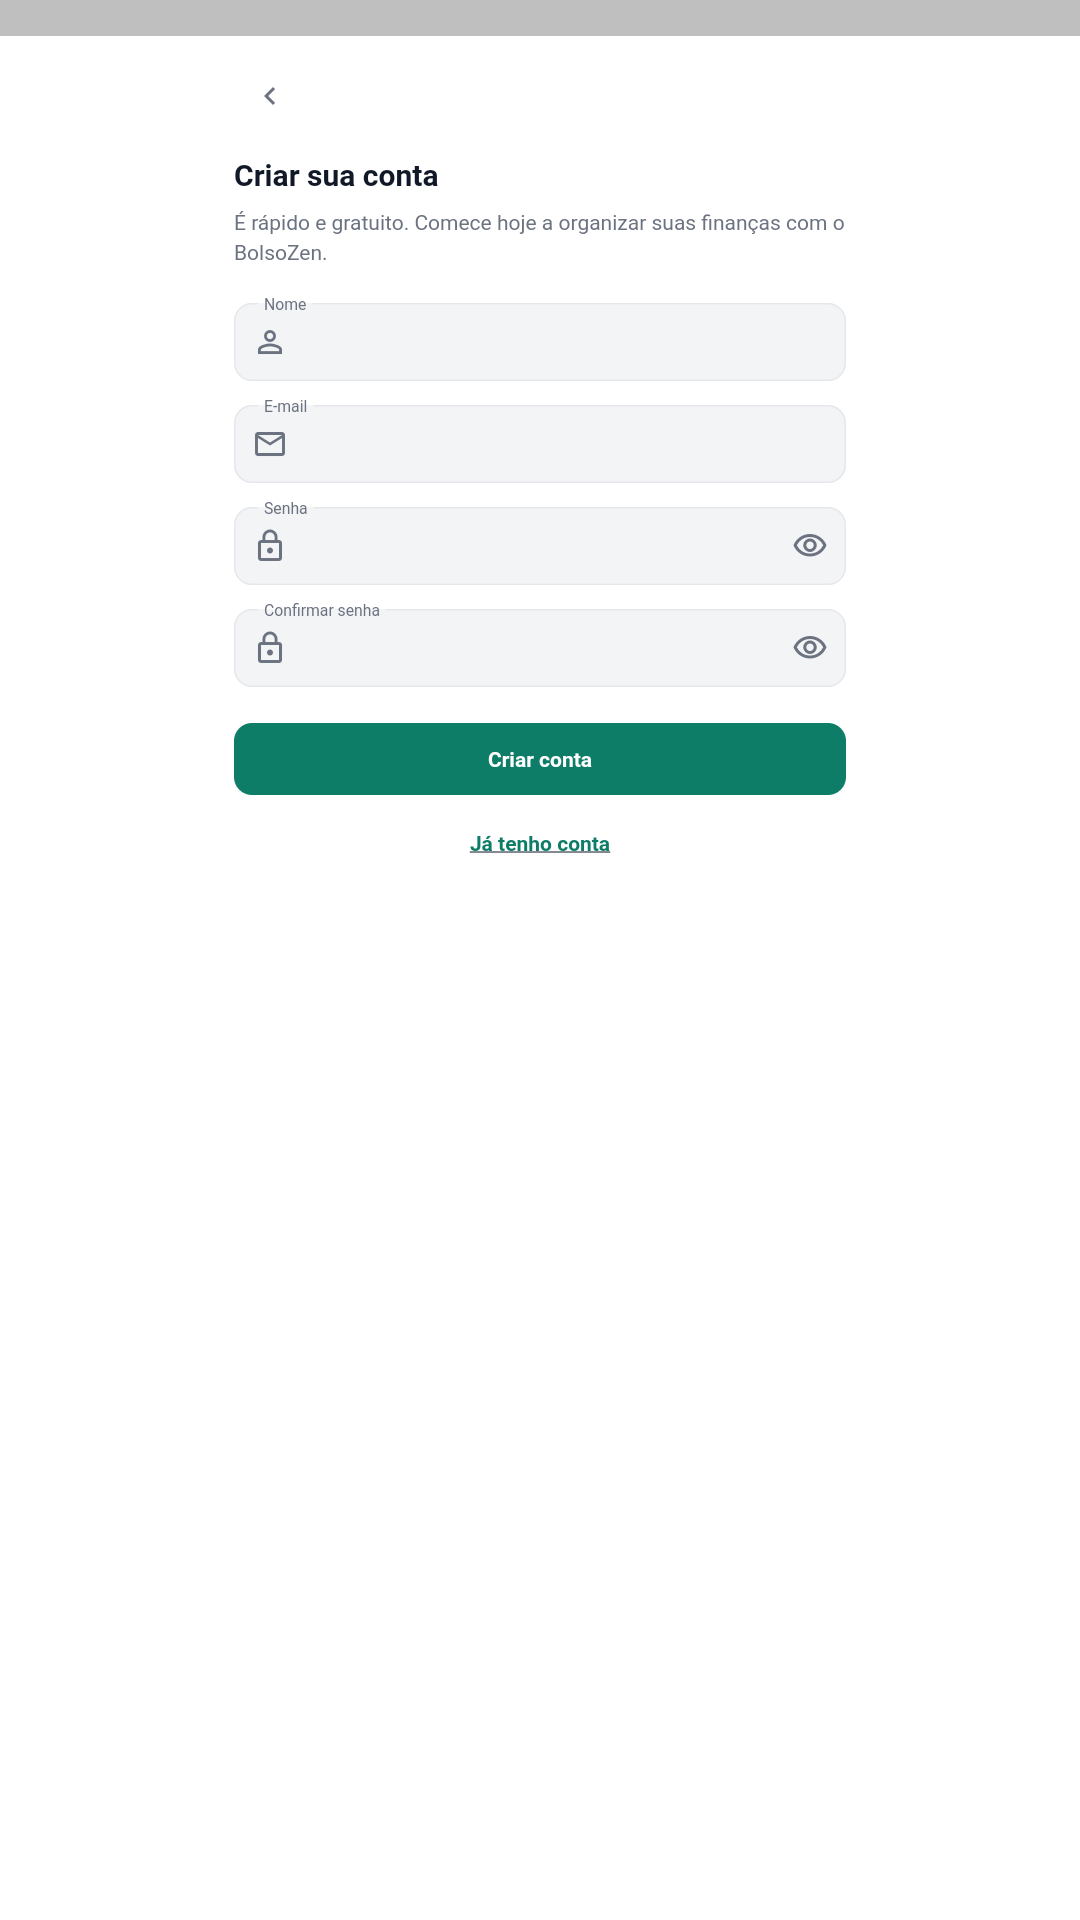 Criar sua conta
É rápido e gratuito. Comece hoje a organizar suas finanças com o
BolsoZen.
Nome
E-mail
Senha
Confirmar senha
Criar conta
Já tenho conta